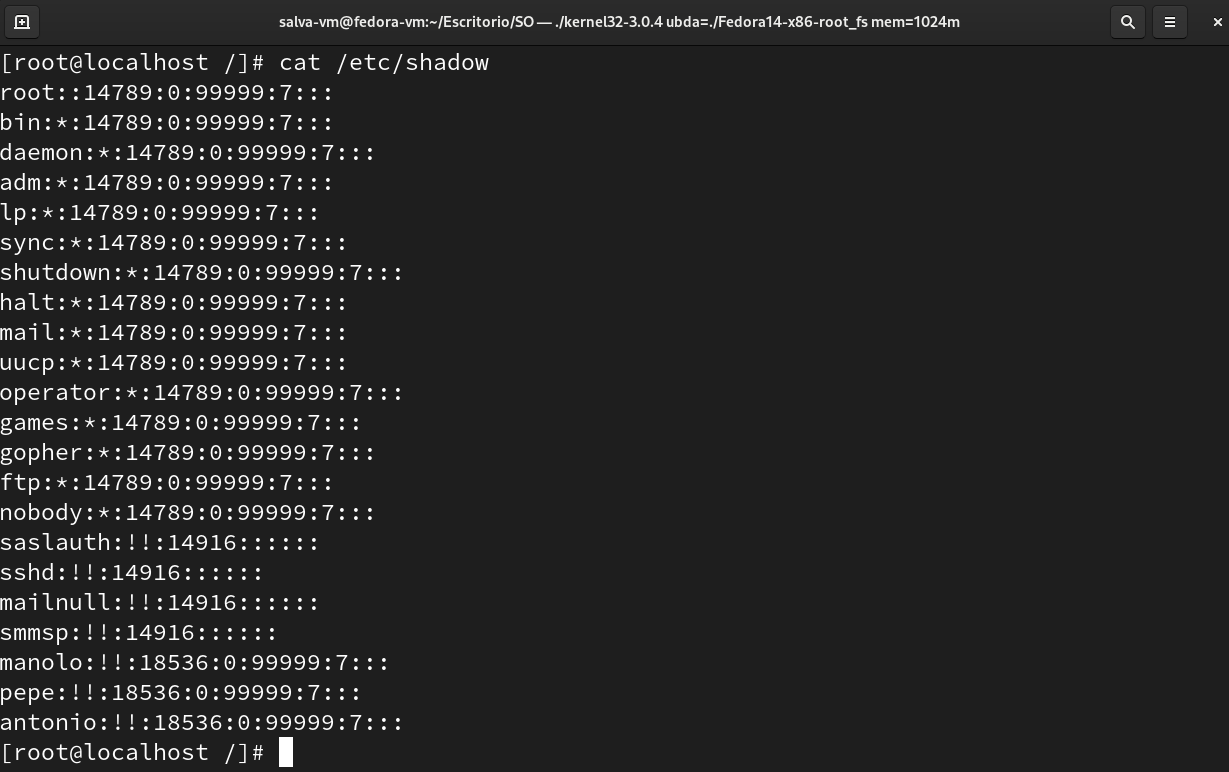 salva-vm@fedora-vm:~/Escritorio/SO — ./kernel32-3.0.4 ubda=./Fedora14-x86-root_fs mem=1024m
[root@localhost /]# cat /etc/shadow
root::14789:0:99999:7:::
bin:*:14789:0:99999:7:::
daemon:*:14789:0:99999:7:::
adm:*:14789:0:99999:7:::
lp:*:14789:0:99999:7:::
sync:*:14789:0:99999:7:::
shutdown:*:14789:0:99999:7:::
halt:*:14789:0:99999:7:::
mail:*:14789:0:99999:7:::
uucp:*:14789:0:99999:7:::
operator:*:14789:0:99999:7:::
games:*:14789:0:99999:7:::
gopher:*:14789:0:99999:7:::
ftp:*:14789:0:99999:7:::
nobody:*:14789:0:99999:7:::
saslauth:!!:14916::::::
sshd:!!:14916::::::
mailnull:!!:14916::::::
smmsp:!!:14916::::::
manolo:!!:18536:0:99999:7:::
pepe:!!:18536:0:99999:7:::
antonio:!!:18536:0:99999:7:::
[root@localhost /]#